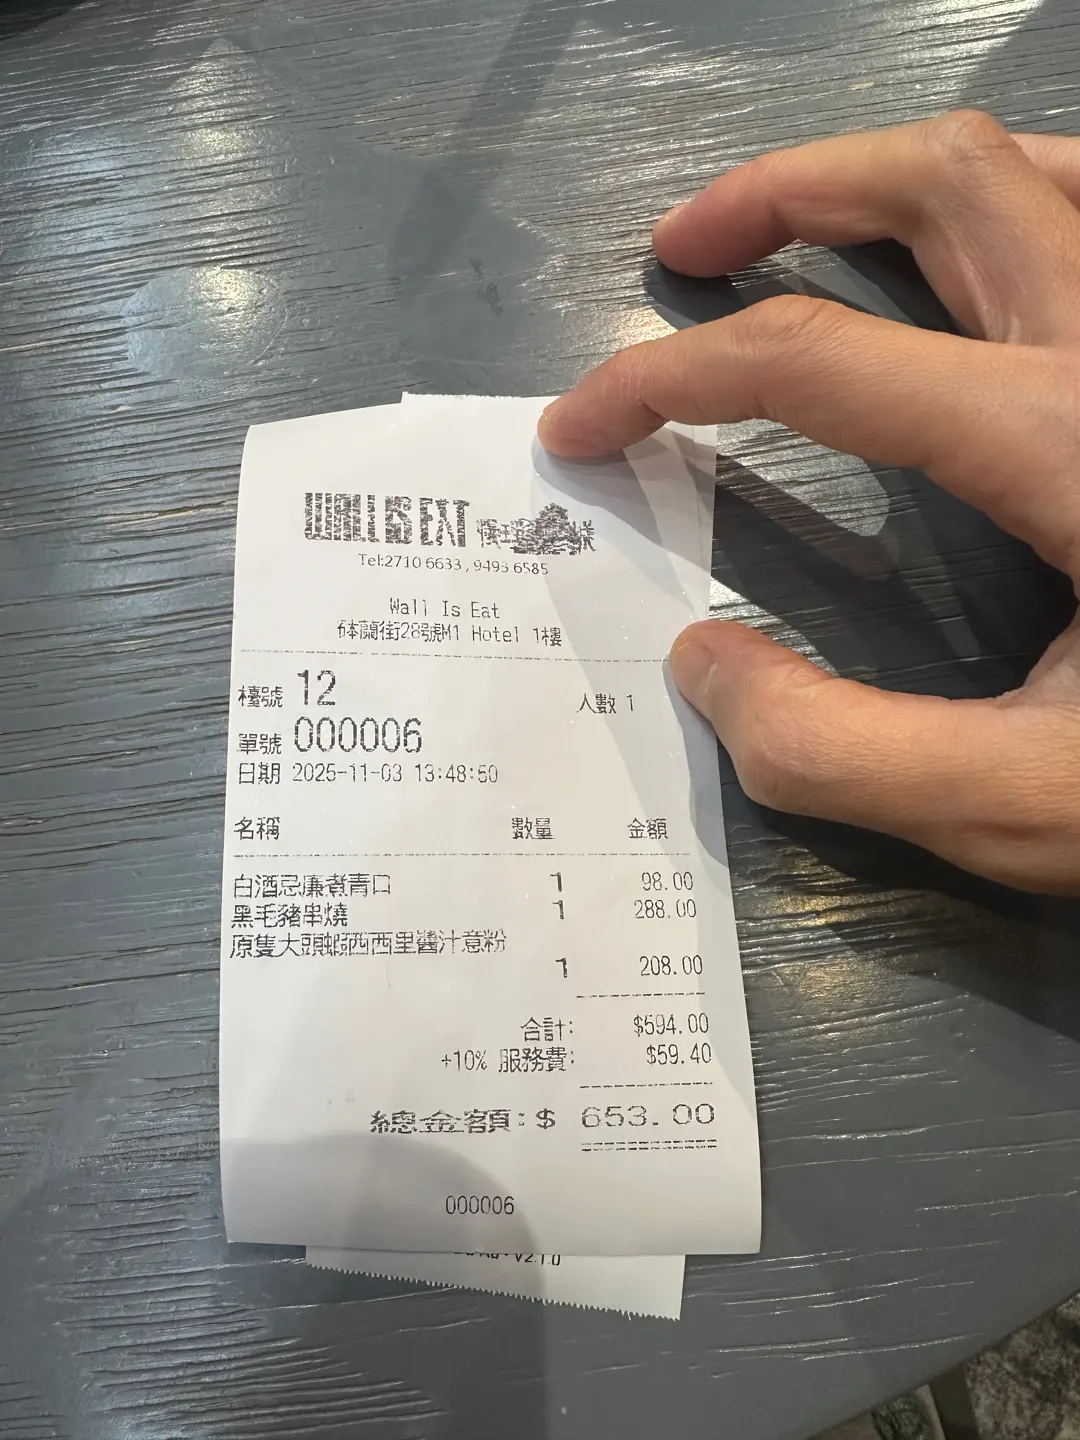 WALL IS EAT
Tel:2710 6633 , 9493 6585
Wall Is Eat
砵蘭街28號M1 Hotel 1樓
檯號 12 人數 1
單號 000006
日期 2025-11-03 13:48:50
名稱 數量 金額
白酒忌廉煮青口 1 98.00
黑毛豬串燒 1 288.00
原隻大頭蝦西西里醬汁意粉
1 208.00
合計: $594.00
+10% 服務費: $59.40
總金額:$ 653.00
000006
V2.1.0